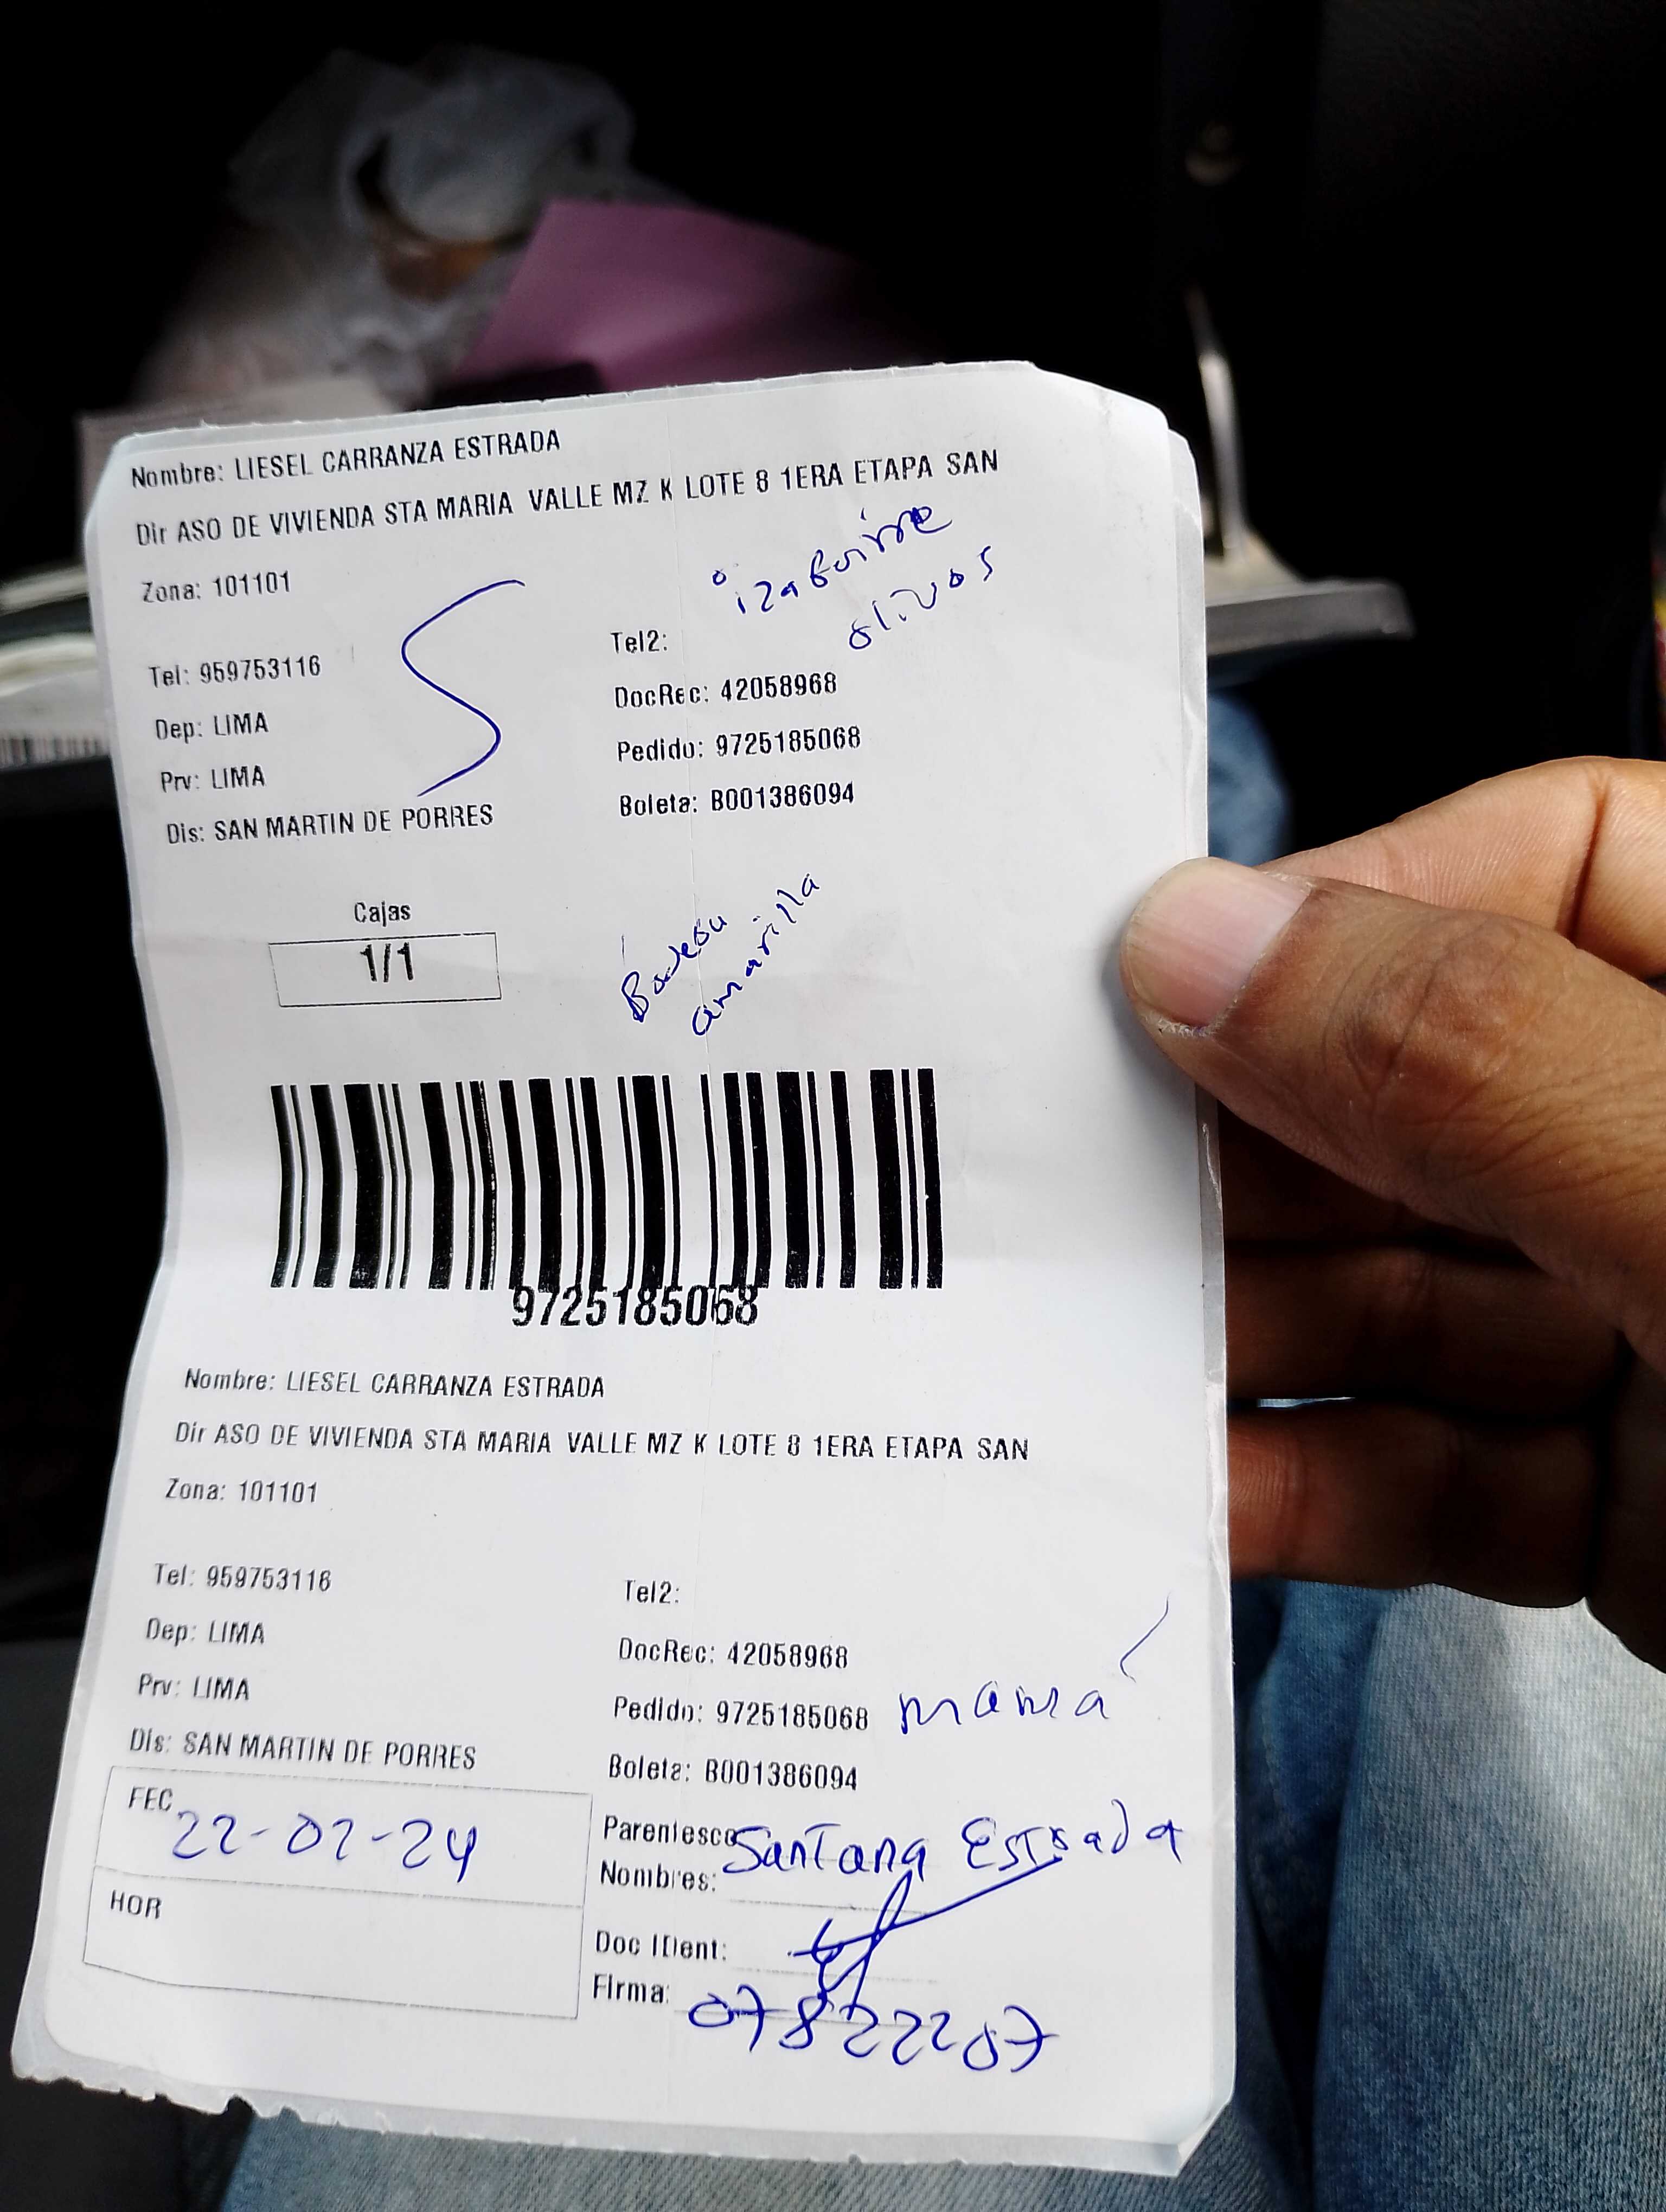 Nombre: LIESEL CARRANZA ESTRADA
Dir ASO DE VIVIENDA STA MARIA VALLE MZ K LOTE 8 1ERA ETAPA SAN
Zona: 101101
olivos
Tel2:
Tel: 959753116
DocRec: 42058968
Dep: LIMA
Pedido: 9725185068
Prv: LIMA
Boleta: B001386094
Dis: SAN MARTIN DE PORRES
Cajas
1/1
amarilla
9725185068
Nombre: LIESEL CARRANZA ESTRADA
Dir ASO DE VIVIENDA STA MARIA VALLE MZ K LOTE 8 1ERA ETAPA SAN
Zona: 101101
Tel: 959753116
Tel2:
Dep: LIMA
DocRec: 42058968
Prv: LIMA
Pedido: 9725185068 mama
Dis: SAN MARTIN DE PORRES
Boleta: B001386094
FEC 22-02-24
Parentesco
Santana Estrada
Nombres:
HOR
Doc IDent:
Firma:
07822207